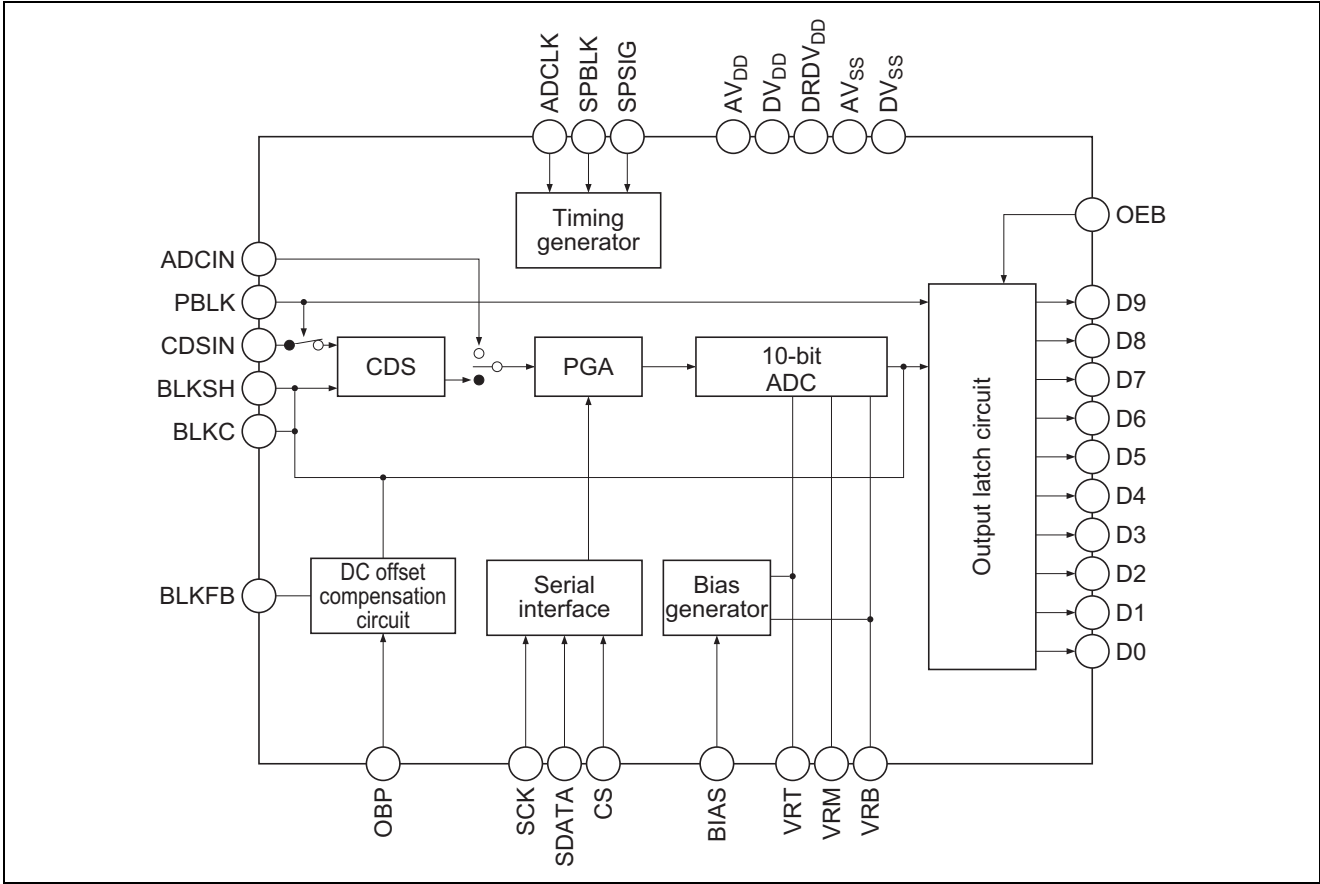 ADCLK
SPBLK
SPSIG
AVDD
DVDD
DRDVDD
AVSS
DVSS
Timing
generator
OEB
ADCIN
PBLK
CDSIN
BLKSH
BLKC
CDS
PGA
10-bit
ADC
Output latch circuit
D9
D8
D7
D6
D5
D4
D3
D2
D1
D0
BLKFB
DC offset
compensation
circuit
Serial
interface
Bias
generator
OBP
SCK
SDATA
CS
BIAS
VRT
VRM
VRB